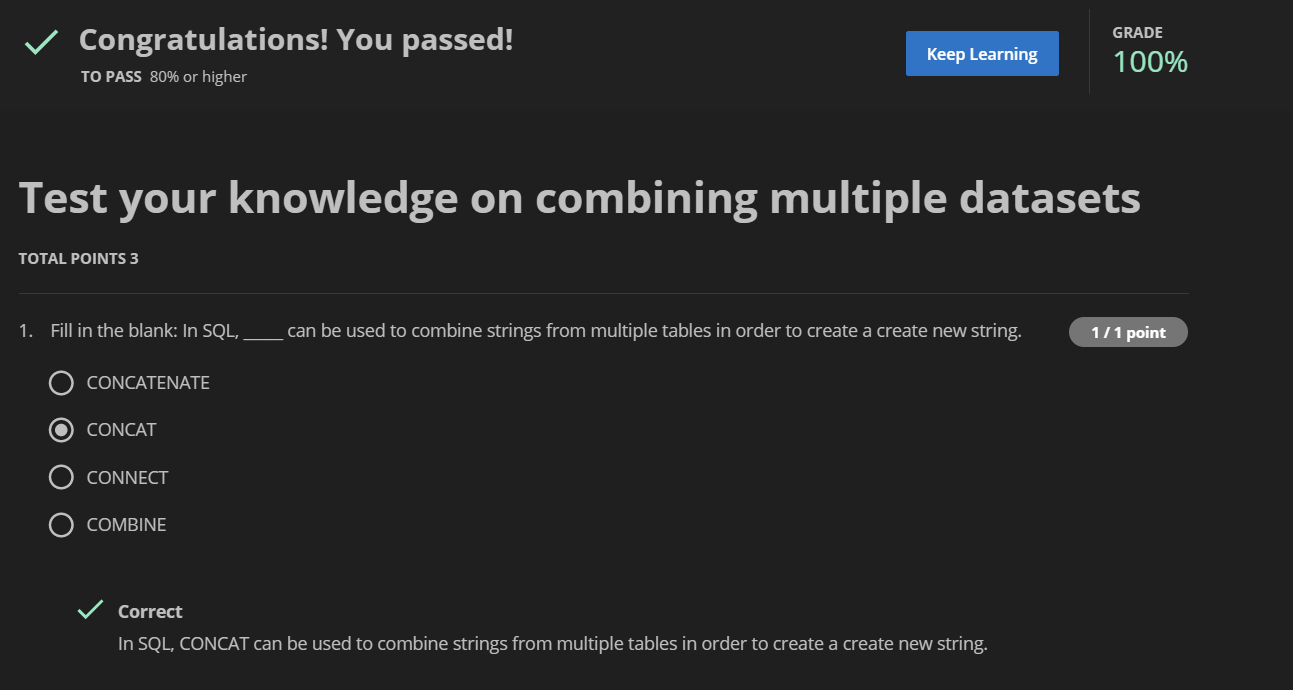 Congratulations! You passed!
TO PASS 80% or higher
Keep Learning
GRADE
100%
Test your knowledge on combining multiple datasets
TOTAL POINTS 3
1. Fill in the blank: In SQL, _____ can be used to combine strings from multiple tables in order to create a create new string.
1 / 1 point
CONCATENATE
CONCAT
CONNECT
COMBINE
Correct
In SQL, CONCAT can be used to combine strings from multiple tables in order to create a create new string.